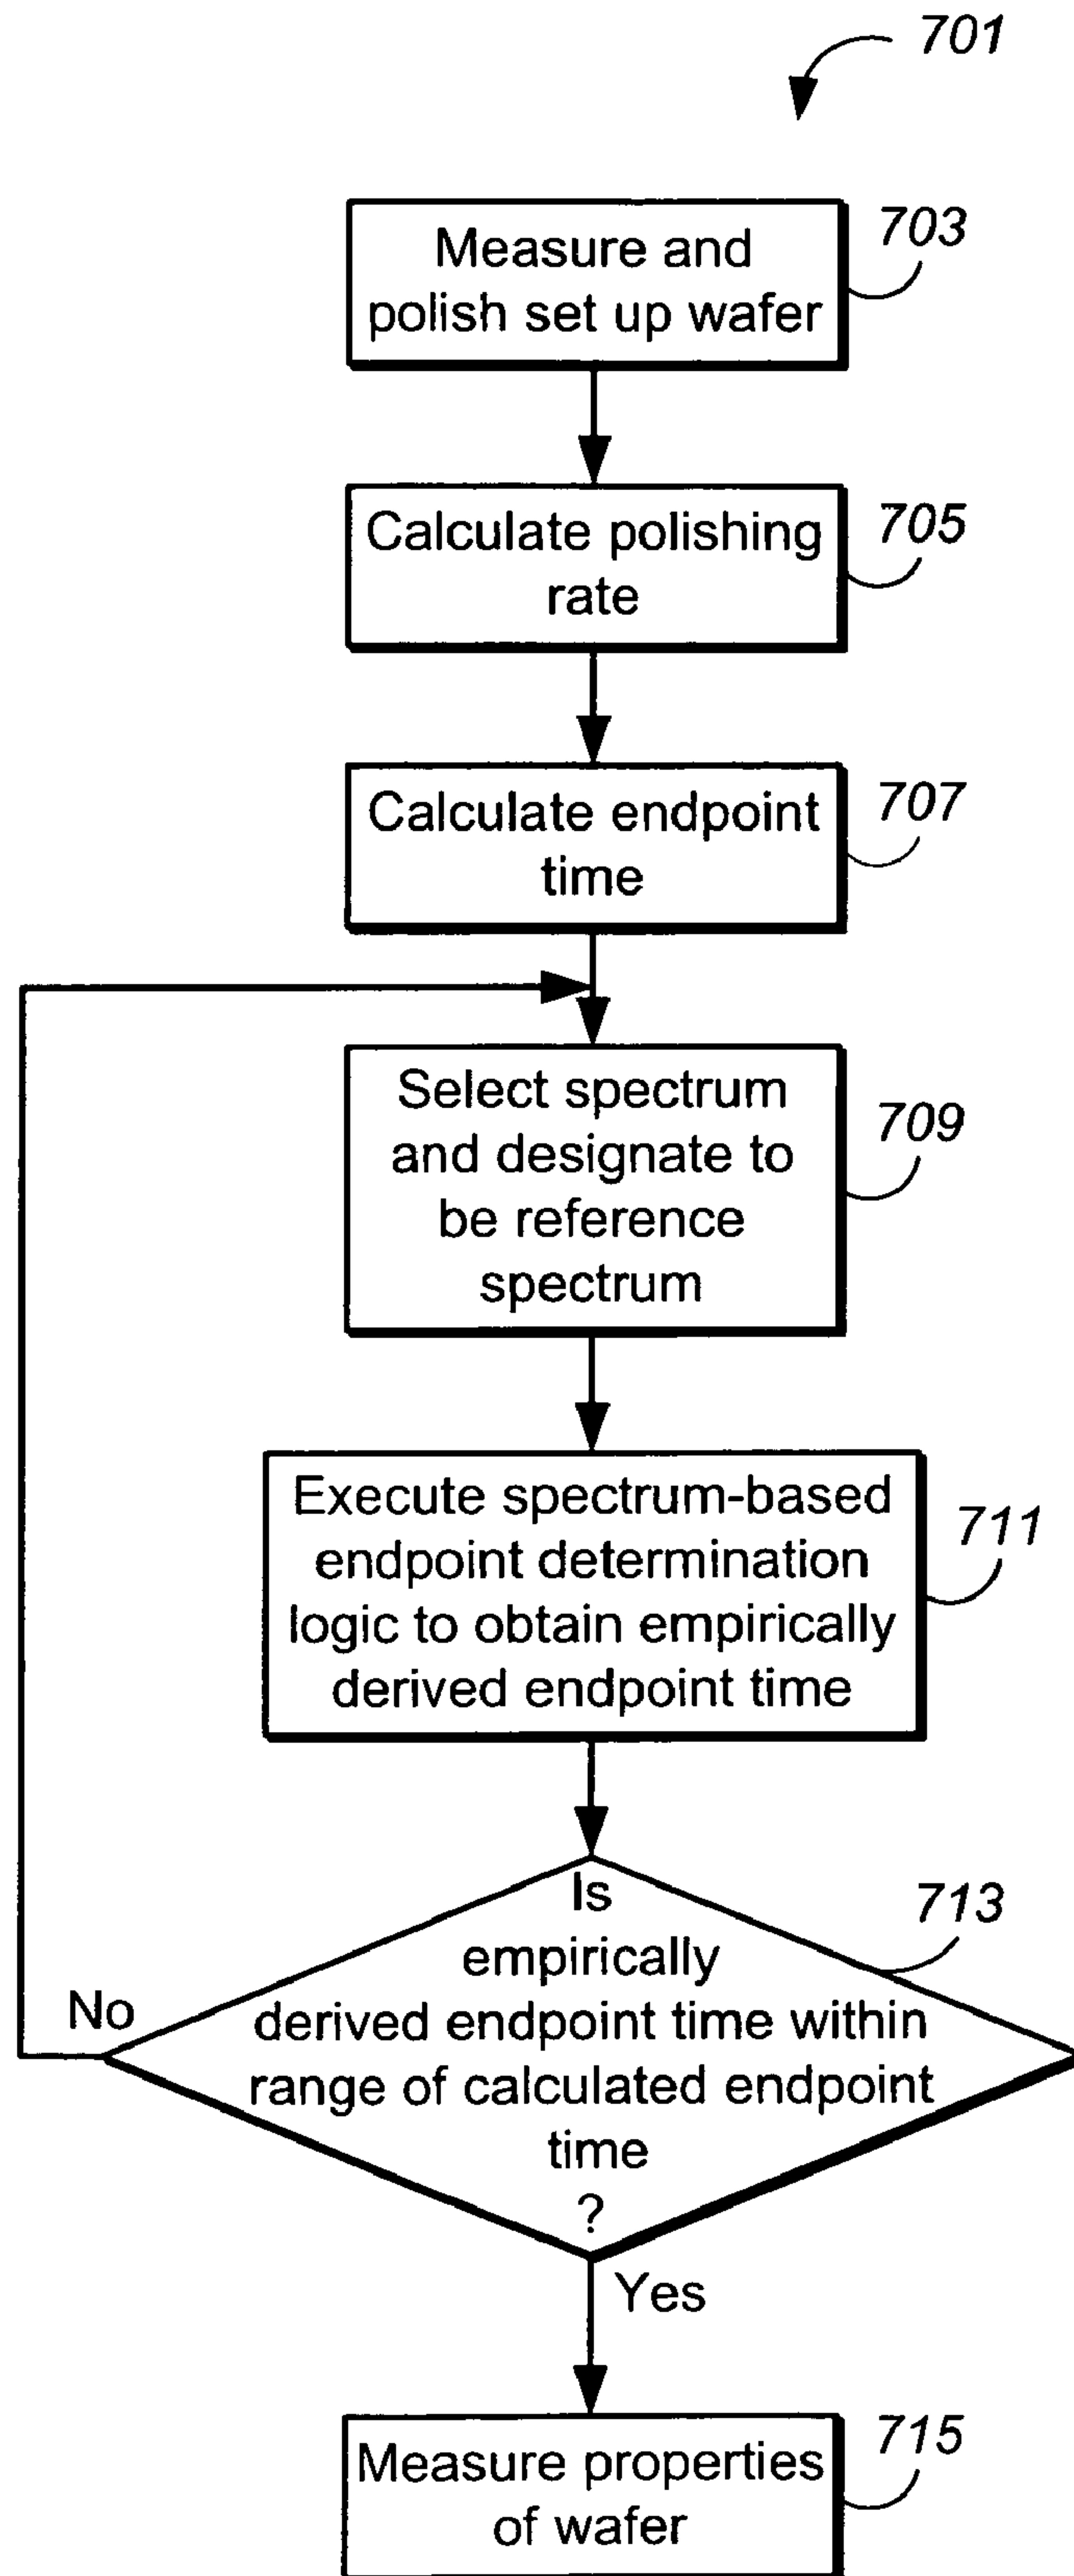 701
Measure and
polish set up wafer
703
Calculate polishing
rate
705
Calculate endpoint
time
707
Select spectrum
and designate to
be reference
spectrum
709
Execute spectrum-based
endpoint determination
logic to obtain empirically
derived endpoint time
711
Is
empirically
derived endpoint time within
range of calculated endpoint
time
?
713
No
Yes
Measure properties
of wafer
715